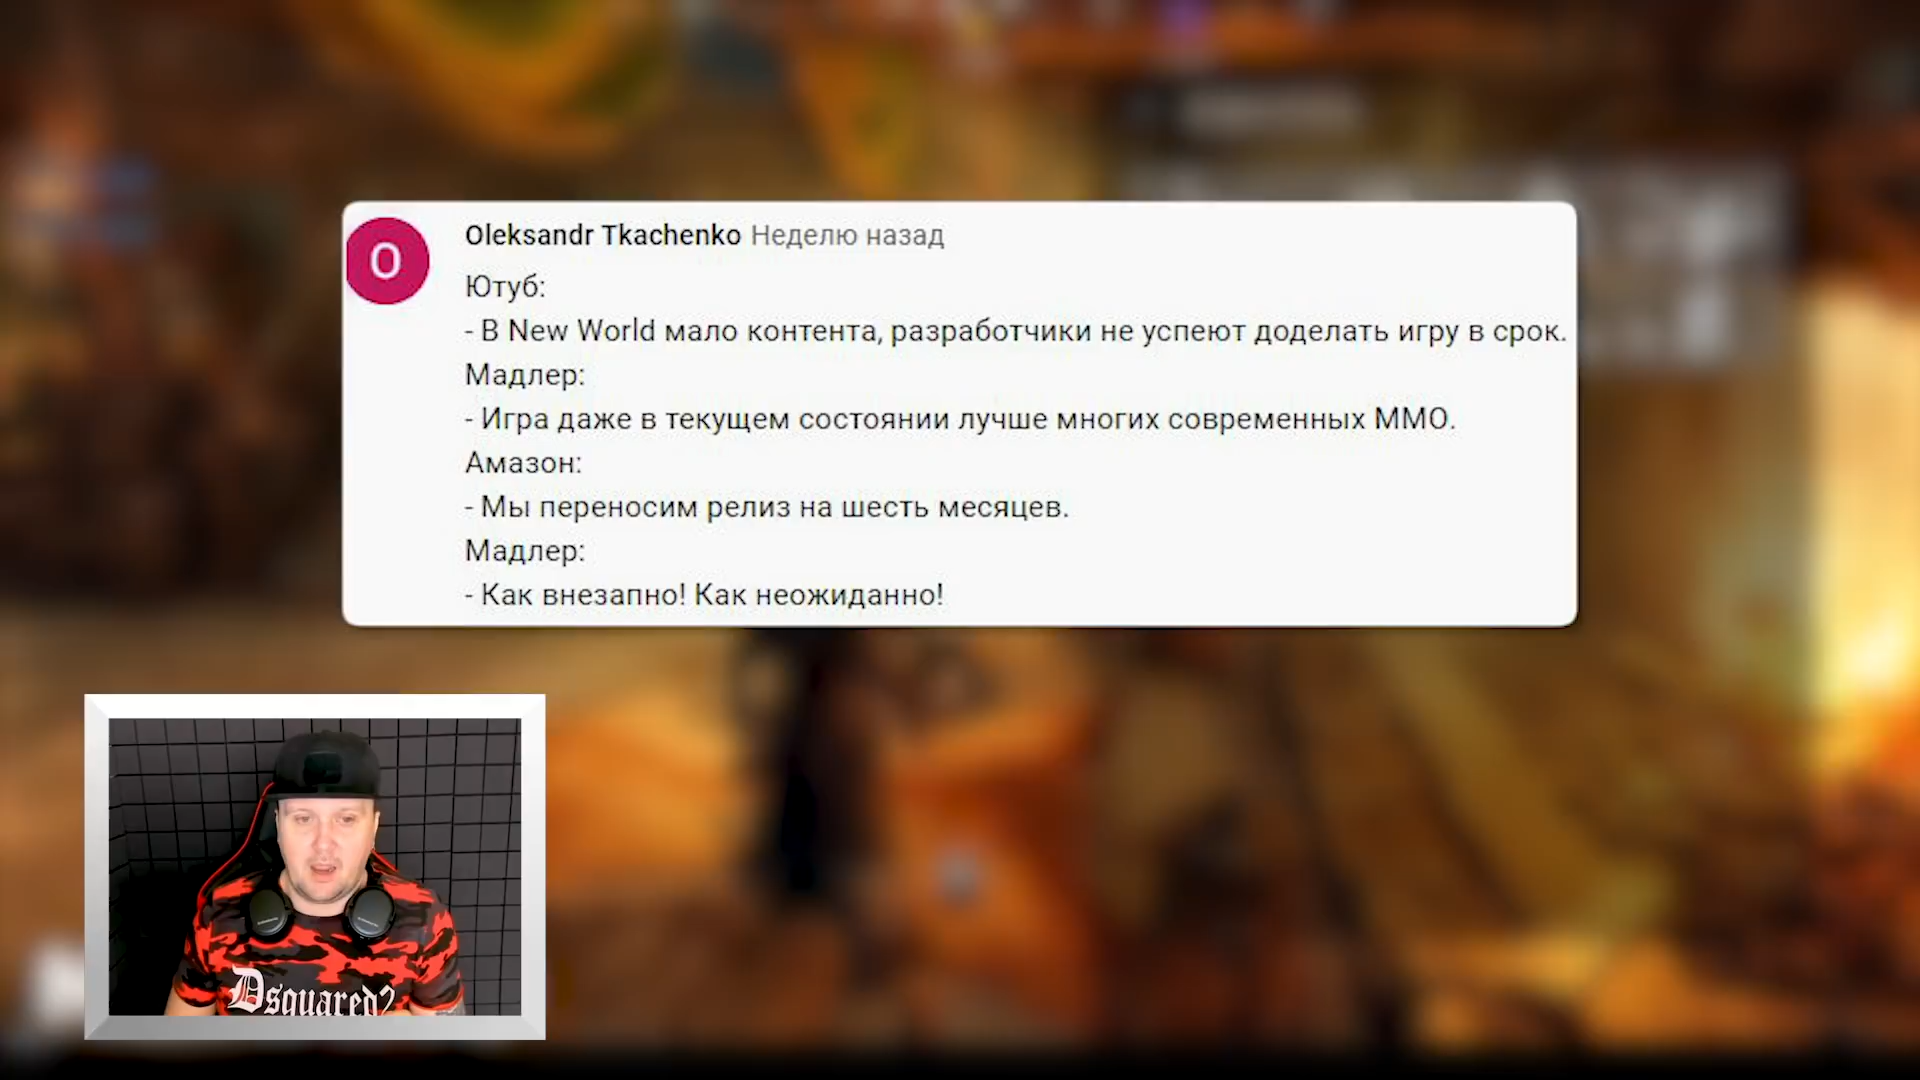 Oleksandr Tkachenko Неделю назад
O
Ютуб:
- В New World мало контента, разработчики не успеют доделать игру в срок.
Мадлер:
- Игра даже в текущем состоянии лучше многих современных ММО.
Амазон:
- Мы переносим релиз на шесть месяцев.
Мадлер:
- Как внезапно! Как неожиданно!
Dsquared2